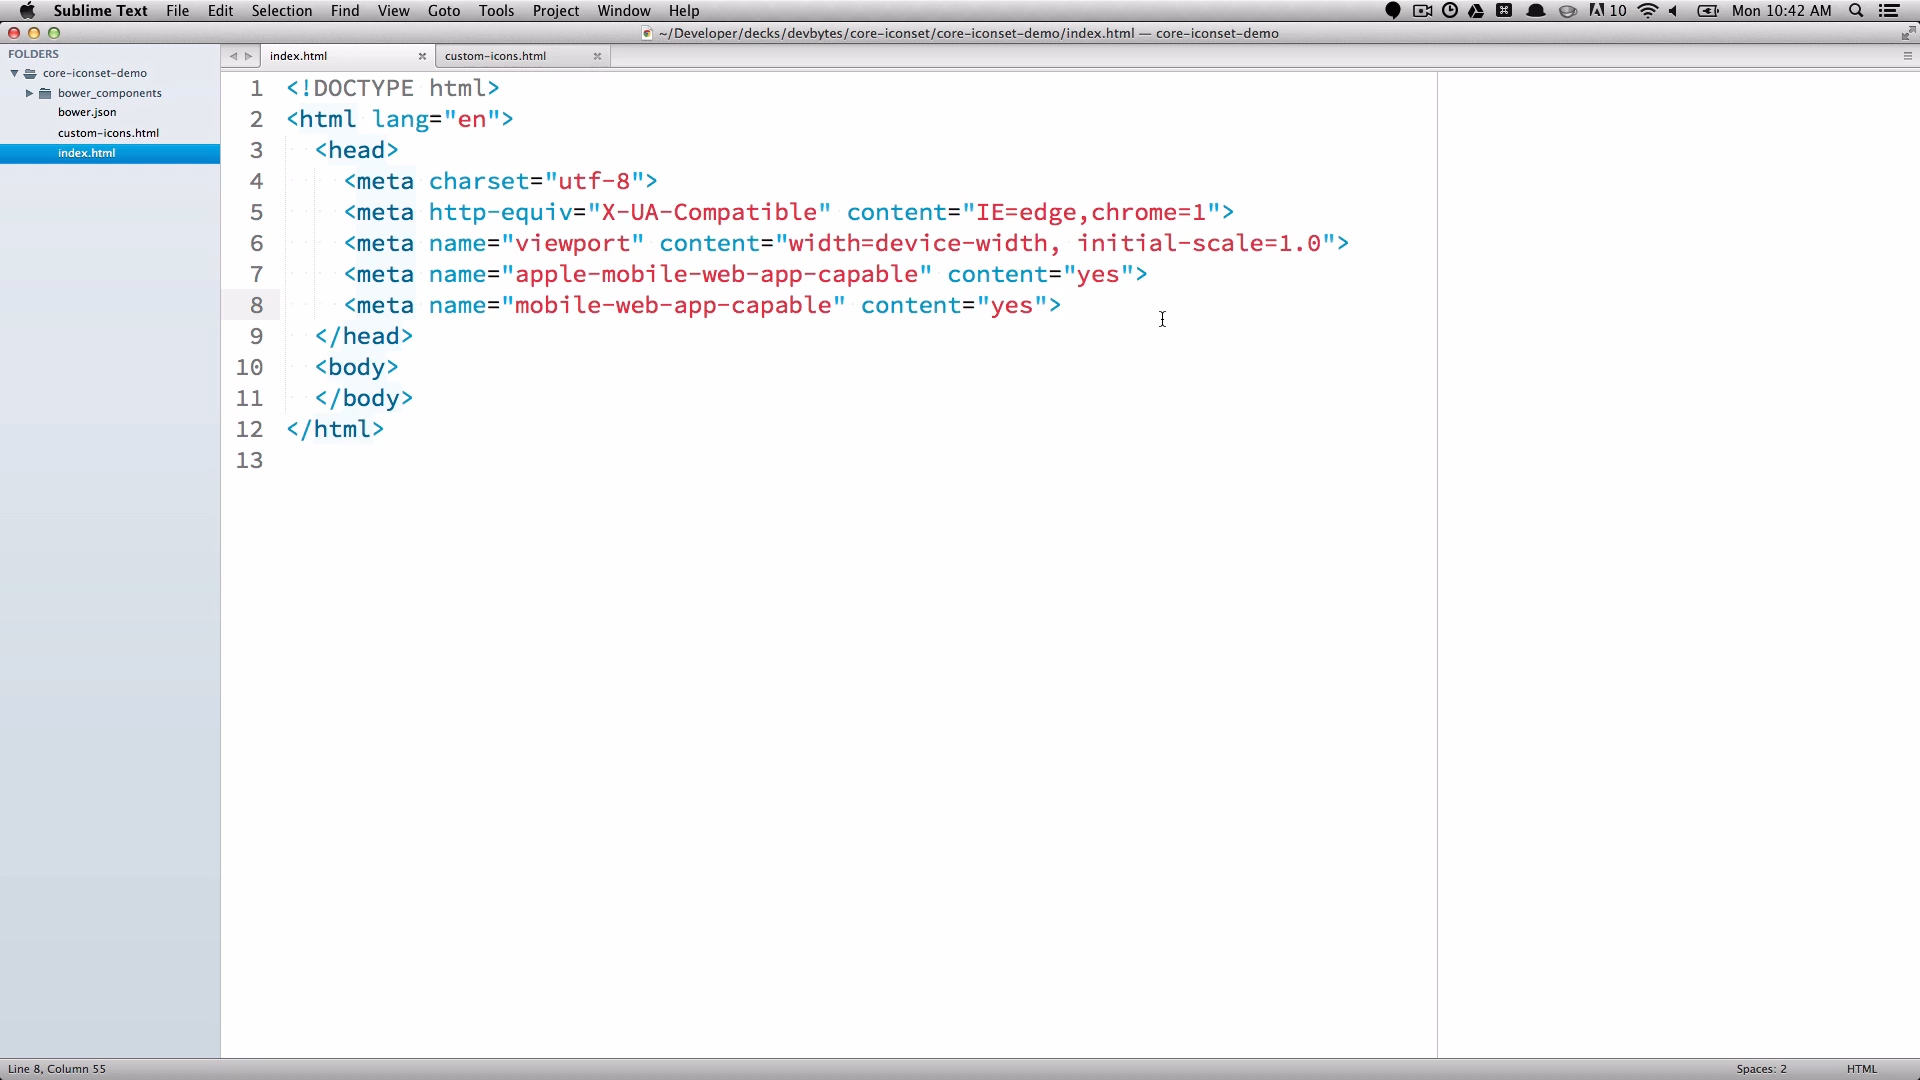 Sublime Text File Edit Selection Find View Goto Tools Project Window Help 10 Mon 10:42 AM
~/Developer/decks/devbytes/core-iconset/core-iconset-demo/index.html — core-iconset-demo
FOLDERS
core-iconset-demo
bower_components
bower.json
custom-icons.html
index.html
index.html custom-icons.html
1 <!DOCTYPE html>
2 <html lang="en">
3 <head>
4 <meta charset="utf-8">
5 <meta http-equiv="X-UA-Compatible" content="IE=edge,chrome=1">
6 <meta name="viewport" content="width=device-width, initial-scale=1.0">
7 <meta name="apple-mobile-web-app-capable" content="yes">
8 <meta name="mobile-web-app-capable" content="yes">
9 </head>
10 <body>
11 </body>
12 </html>
13
Line 8, Column 55 Spaces: 2 HTML